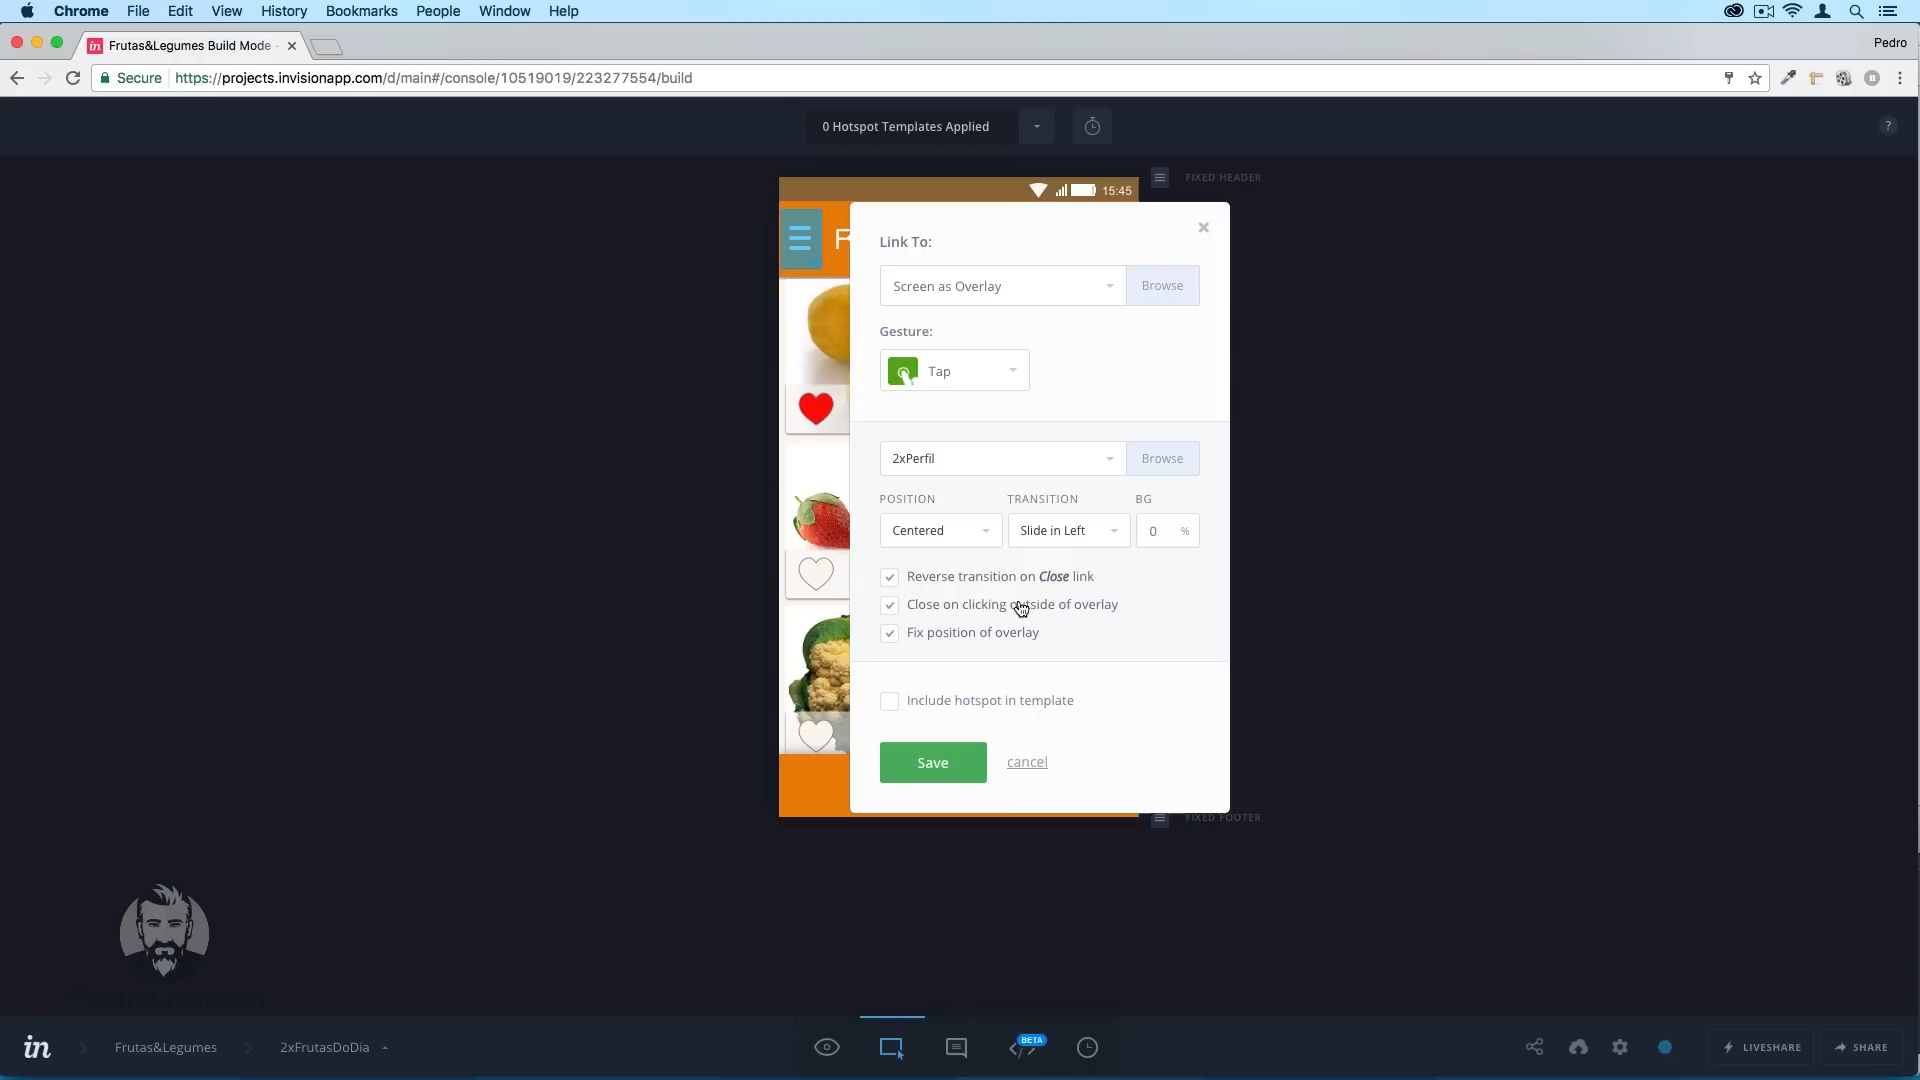 Chrome File Edit View History Bookmarks People Window Help
Frutas&Legumes Build Mode -
Pedro
Secure https://projects.invisionapp.com/d/main#/console/10519019/223277554/build
0 Hotspot Templates Applied
?
15:45
FIXED HEADER
F
Link To:
Screen as Overlay Browse
Gesture:
Tap
2xPerfil Browse
POSITION TRANSITION BG
Centered Slide in Left 0 %
Reverse transition on Close link
Close on clicking outside of overlay
Fix position of overlay
Include hotspot in template
Save cancel
FIXED FOOTER
in Frutas&Legumes 2xFrutasDoDia BETA LIVESHARE SHARE